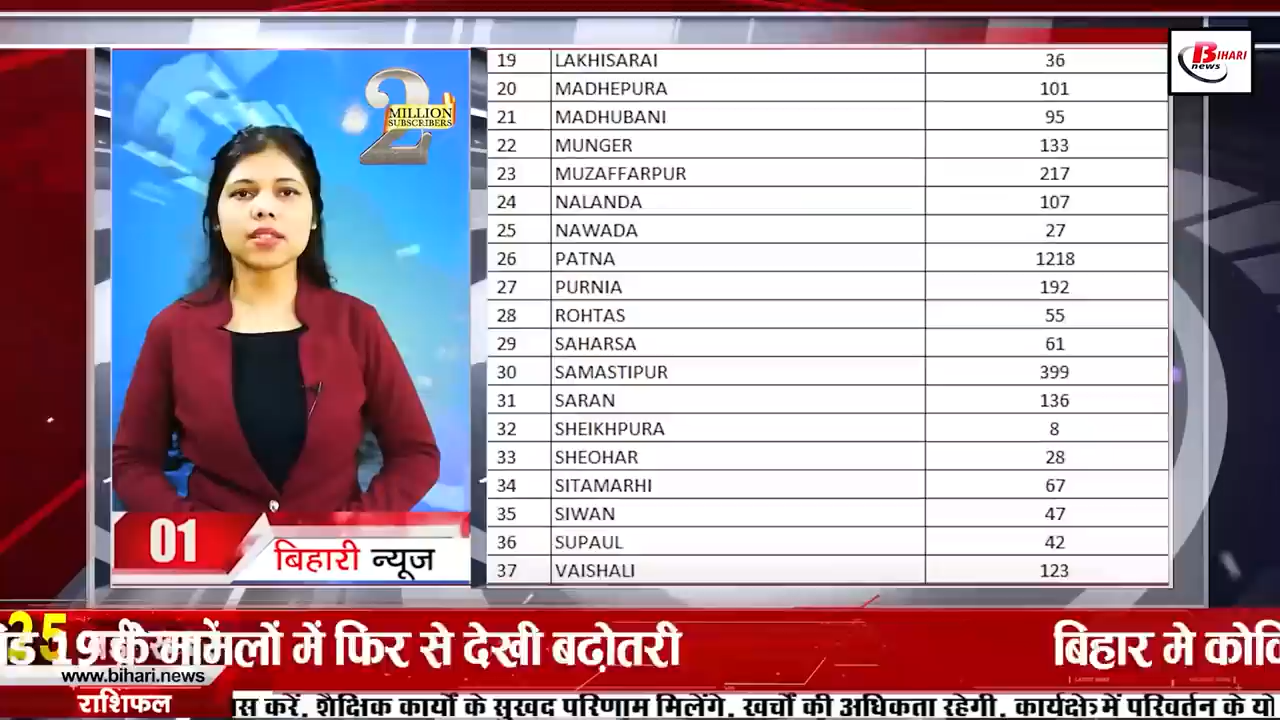 2
MILLION
SUBSCRIBERS
BIHARI
news
19 LAKHISARAI 36
20 MADHEPURA 101
21 MADHUBANI 95
22 MUNGER 133
23 MUZAFFARPUR 217
24 NALANDA 107
25 NAWADA 27
26 PATNA 1218
27 PURNIA 192
28 ROHTAS 55
29 SAHARSA 61
30 SAMASTIPUR 399
31 SARAN 136
32 SHEIKHPURA 8
33 SHEOHAR 28
34 SITAMARHI 67
35 SIWAN 47
36 SUPAUL 42
37 VAISHALI 123
01
बिहारी न्यूज
25
19 के मामलों में फिर से देखी बढ़ोतरी बिहार मे
www.bihari.news
राशिफल
करें. शैक्षिक कार्यों के सुखद परिणाम मिलेंगे. खर्चों की अधिकता रहेगी. कार्यक्षेत्र में परिवर्तन के